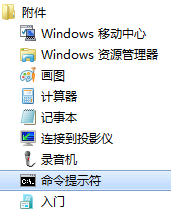 附件
Windows 移动中心
Windows 资源管理器
画图
计算器
记事本
连接到投影仪
录音机
C:\.
命令提示符
入门